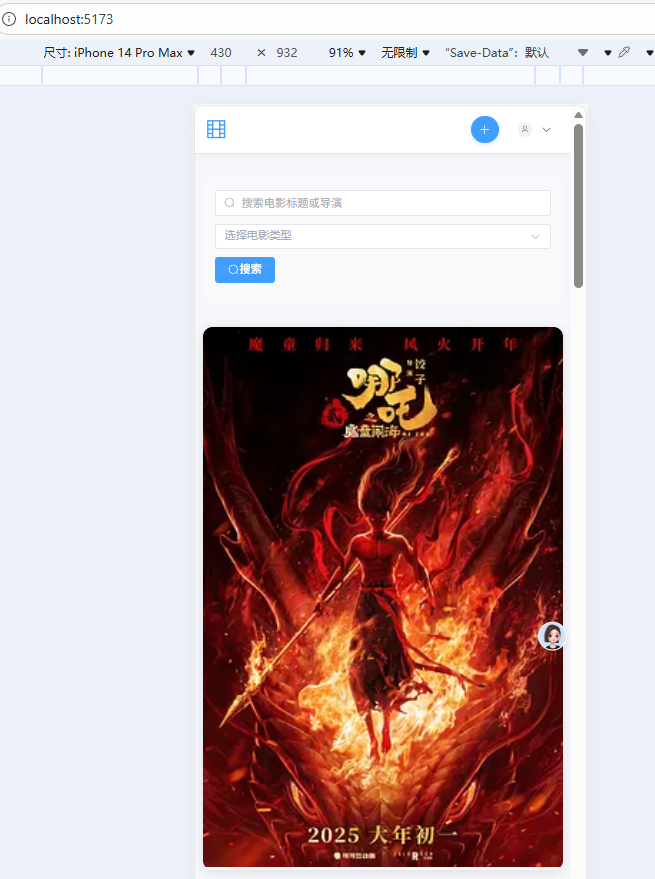 localhost:5173
尺寸: iPhone 14 Pro Max ▼ 430 × 932 91% ▼ 无限制 ▼ “Save-Data”: 默认
搜索电影标题或导演
选择电影类型
搜索
魔童归来 风火开年
导演 饺子
哪吒
之
魔童闹海
2025 大年初一